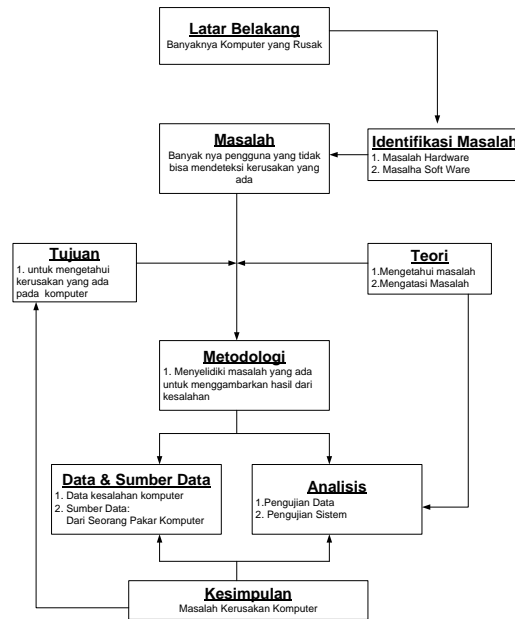 Latar Belakang
Banyaknya Komputer yang Rusak
Identifikasi Masalah
1. Masalah Hardware
2. Masalha Soft Ware
Masalah
Banyak nya pengguna yang tidak
bisa mendeteksi kerusakan yang
ada
Tujuan
1. untuk mengetahui
kerusakan yang ada
pada komputer
Teori
1.Mengetahui masalah
2.Mengatasi Masalah
Metodologi
1. Menyelidiki masalah yang ada
untuk menggambarkan hasil dari
kesalahan
Data & Sumber Data
1. Data kesalahan komputer
2. Sumber Data:
Dari Seorang Pakar Komputer
Analisis
1.Pengujian Data
2. Pengujian Sistem
Kesimpulan
Masalah Kerusakan Komputer